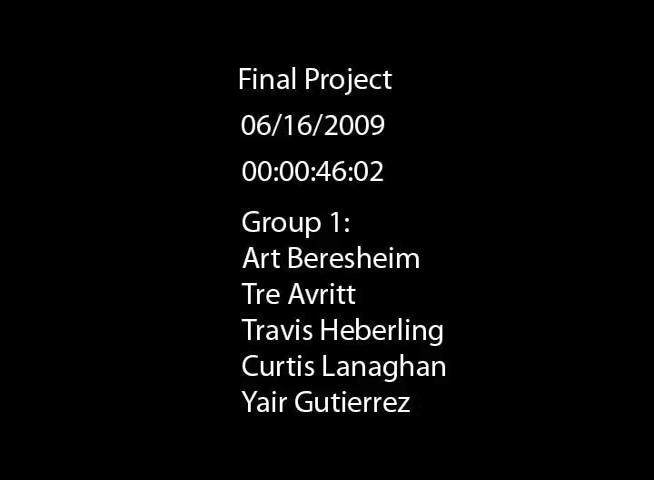 Final Project
06/16/2009
00:00:46:02
Group 1:
Art Beresheim
Tre Avritt
Travis Heberling
Curtis Lanaghan
Yair Gutierrez